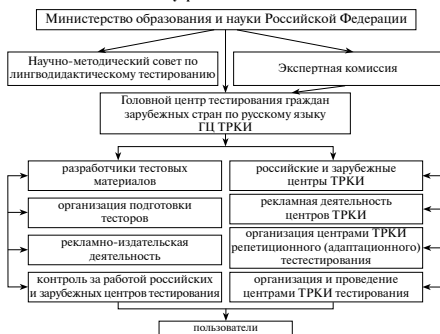 Министерство образования и науки Российской Федерации
Научно-методический совет по
лингводидактическому тестированию
Экспертная комиссия
Головной центр тестирования граждан
зарубежных стран по русскому языку
ГЦ ТРКИ
разработчики тестовых
материалов
российские и зарубежные
центры ТРКИ
организация подготовки
тесторов
рекламная деятельность
центров ТРКИ
рекламно-издательская
деятельность
организация центрами ТРКИ
репетиционного (адаптационного)
тестестирования
контроль за работой российских
и зарубежных центров тестирования
организация и проведение
центрами ТРКИ тестирования
пользователи